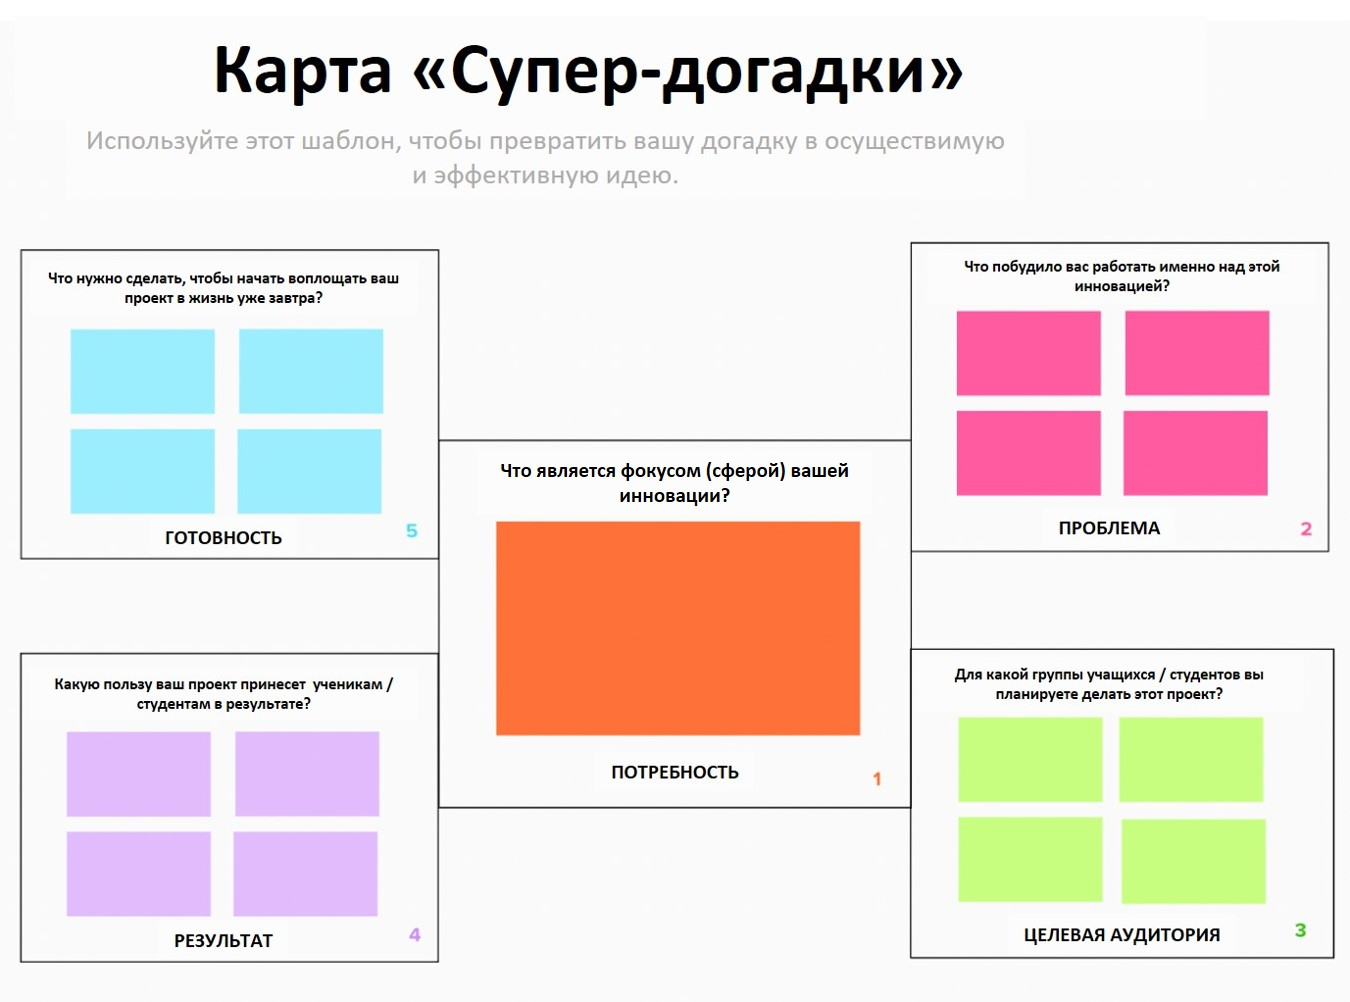 Карта «Супер-догадки»
Используйте этот шаблон, чтобы превратить вашу догадку в осуществимую
и эффективную идею.
Что нужно сделать, чтобы начать воплощать ваш
проект в жизнь уже завтра?
ГОТОВНОСТЬ
5
Что побудило вас работать именно над этой
инновацией?
ПРОБЛЕМА
2
Что является фокусом (сферой) вашей
инновации?
ПОТРЕБНОСТЬ
1
Какую пользу ваш проект принесет ученикам /
студентам в результате?
РЕЗУЛЬТАТ
4
Для какой группы учащихся / студентов вы
планируете делать этот проект?
ЦЕЛЕВАЯ АУДИТОРИЯ
3